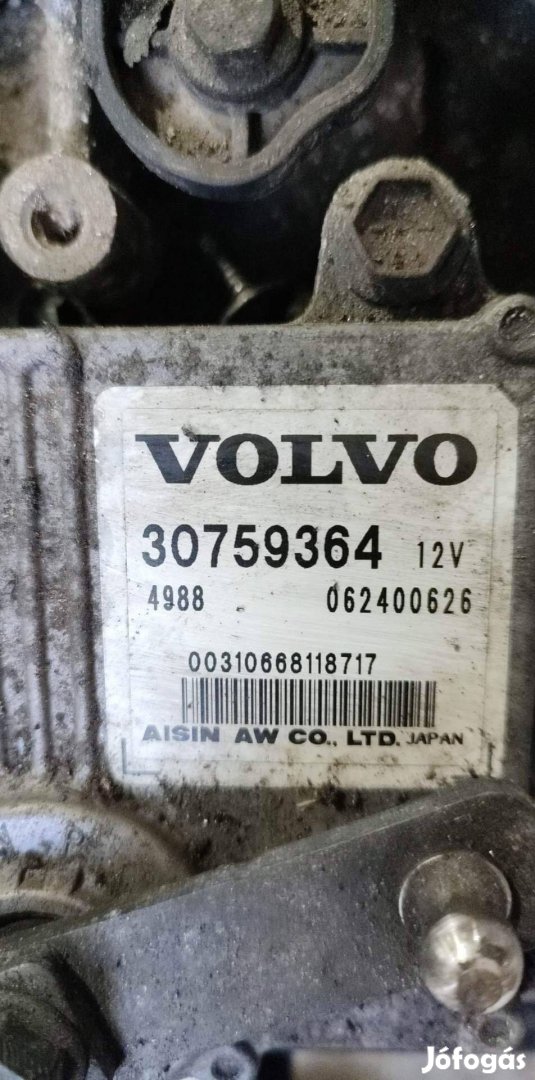 VOLVO
30759364 12V
4988 062400626
00310668118717
AISIN AW CO., LTD. JAPAN
Jófogás